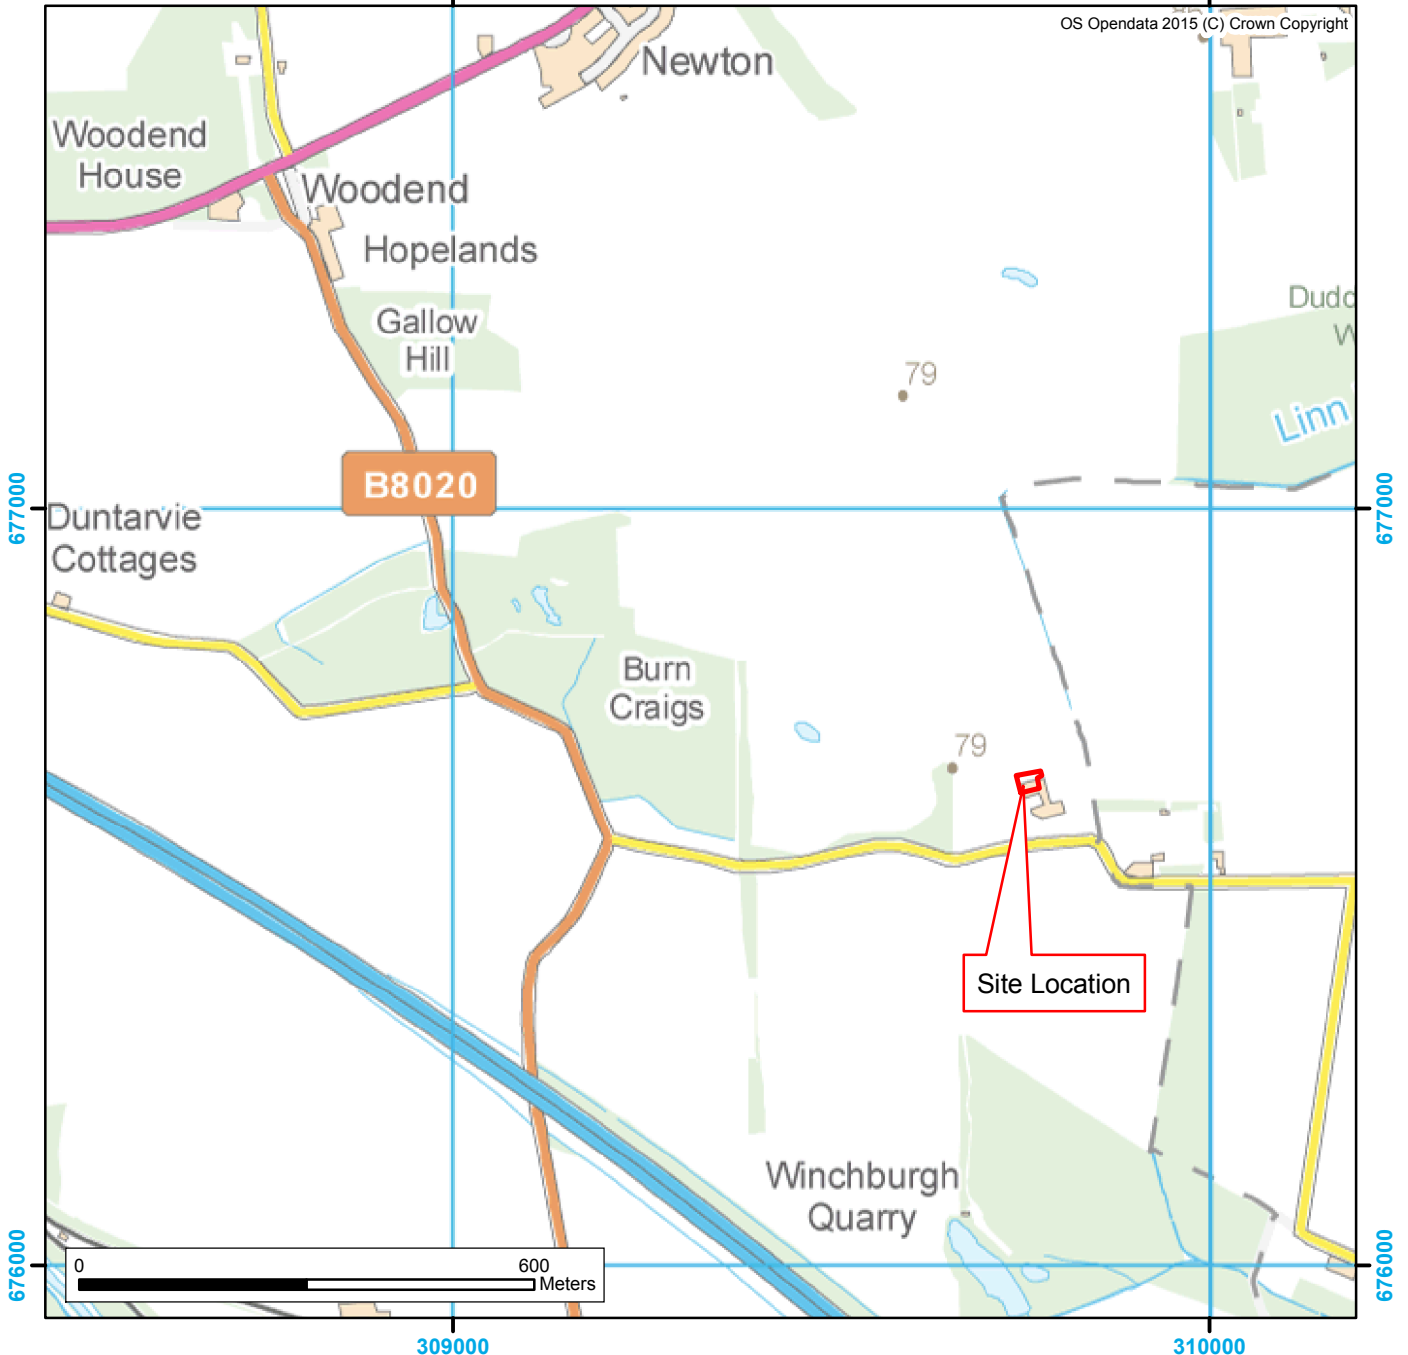 OS Opendata 2015 (C) Crown Copyright
Newton
Woodend
House
Woodend
Hopelands
Gallow
Hill
Dudd
W
79
Linn
B8020
677000
677000
Duntarvie
Cottages
Burn
Craigs
79
Site Location
Winchburgh
Quarry
676000
676000
0
600
Meters
309000
310000